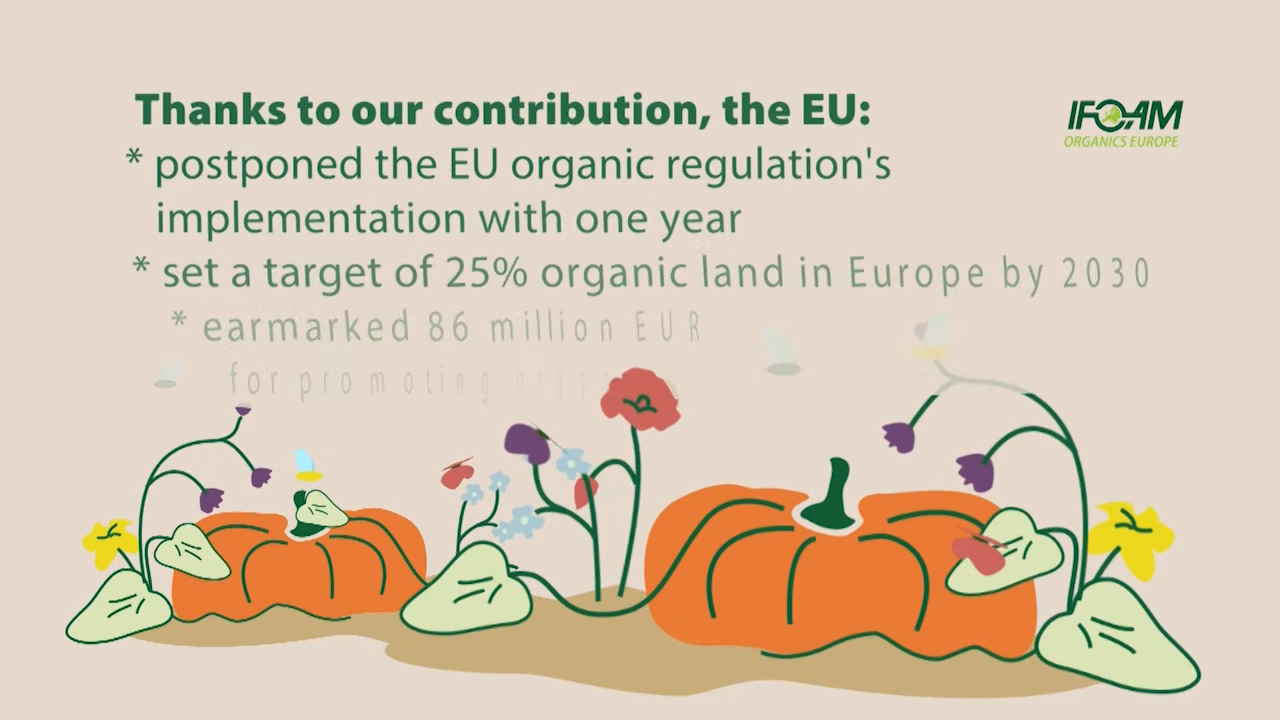 Thanks to our contribution, the EU:
* postponed the EU organic regulation's
implementation with one year
* set a target of 25% organic land in Europe by 2030
* earmarked 86 million EUR
for promoting
IFOAM
ORGANICS EUROPE